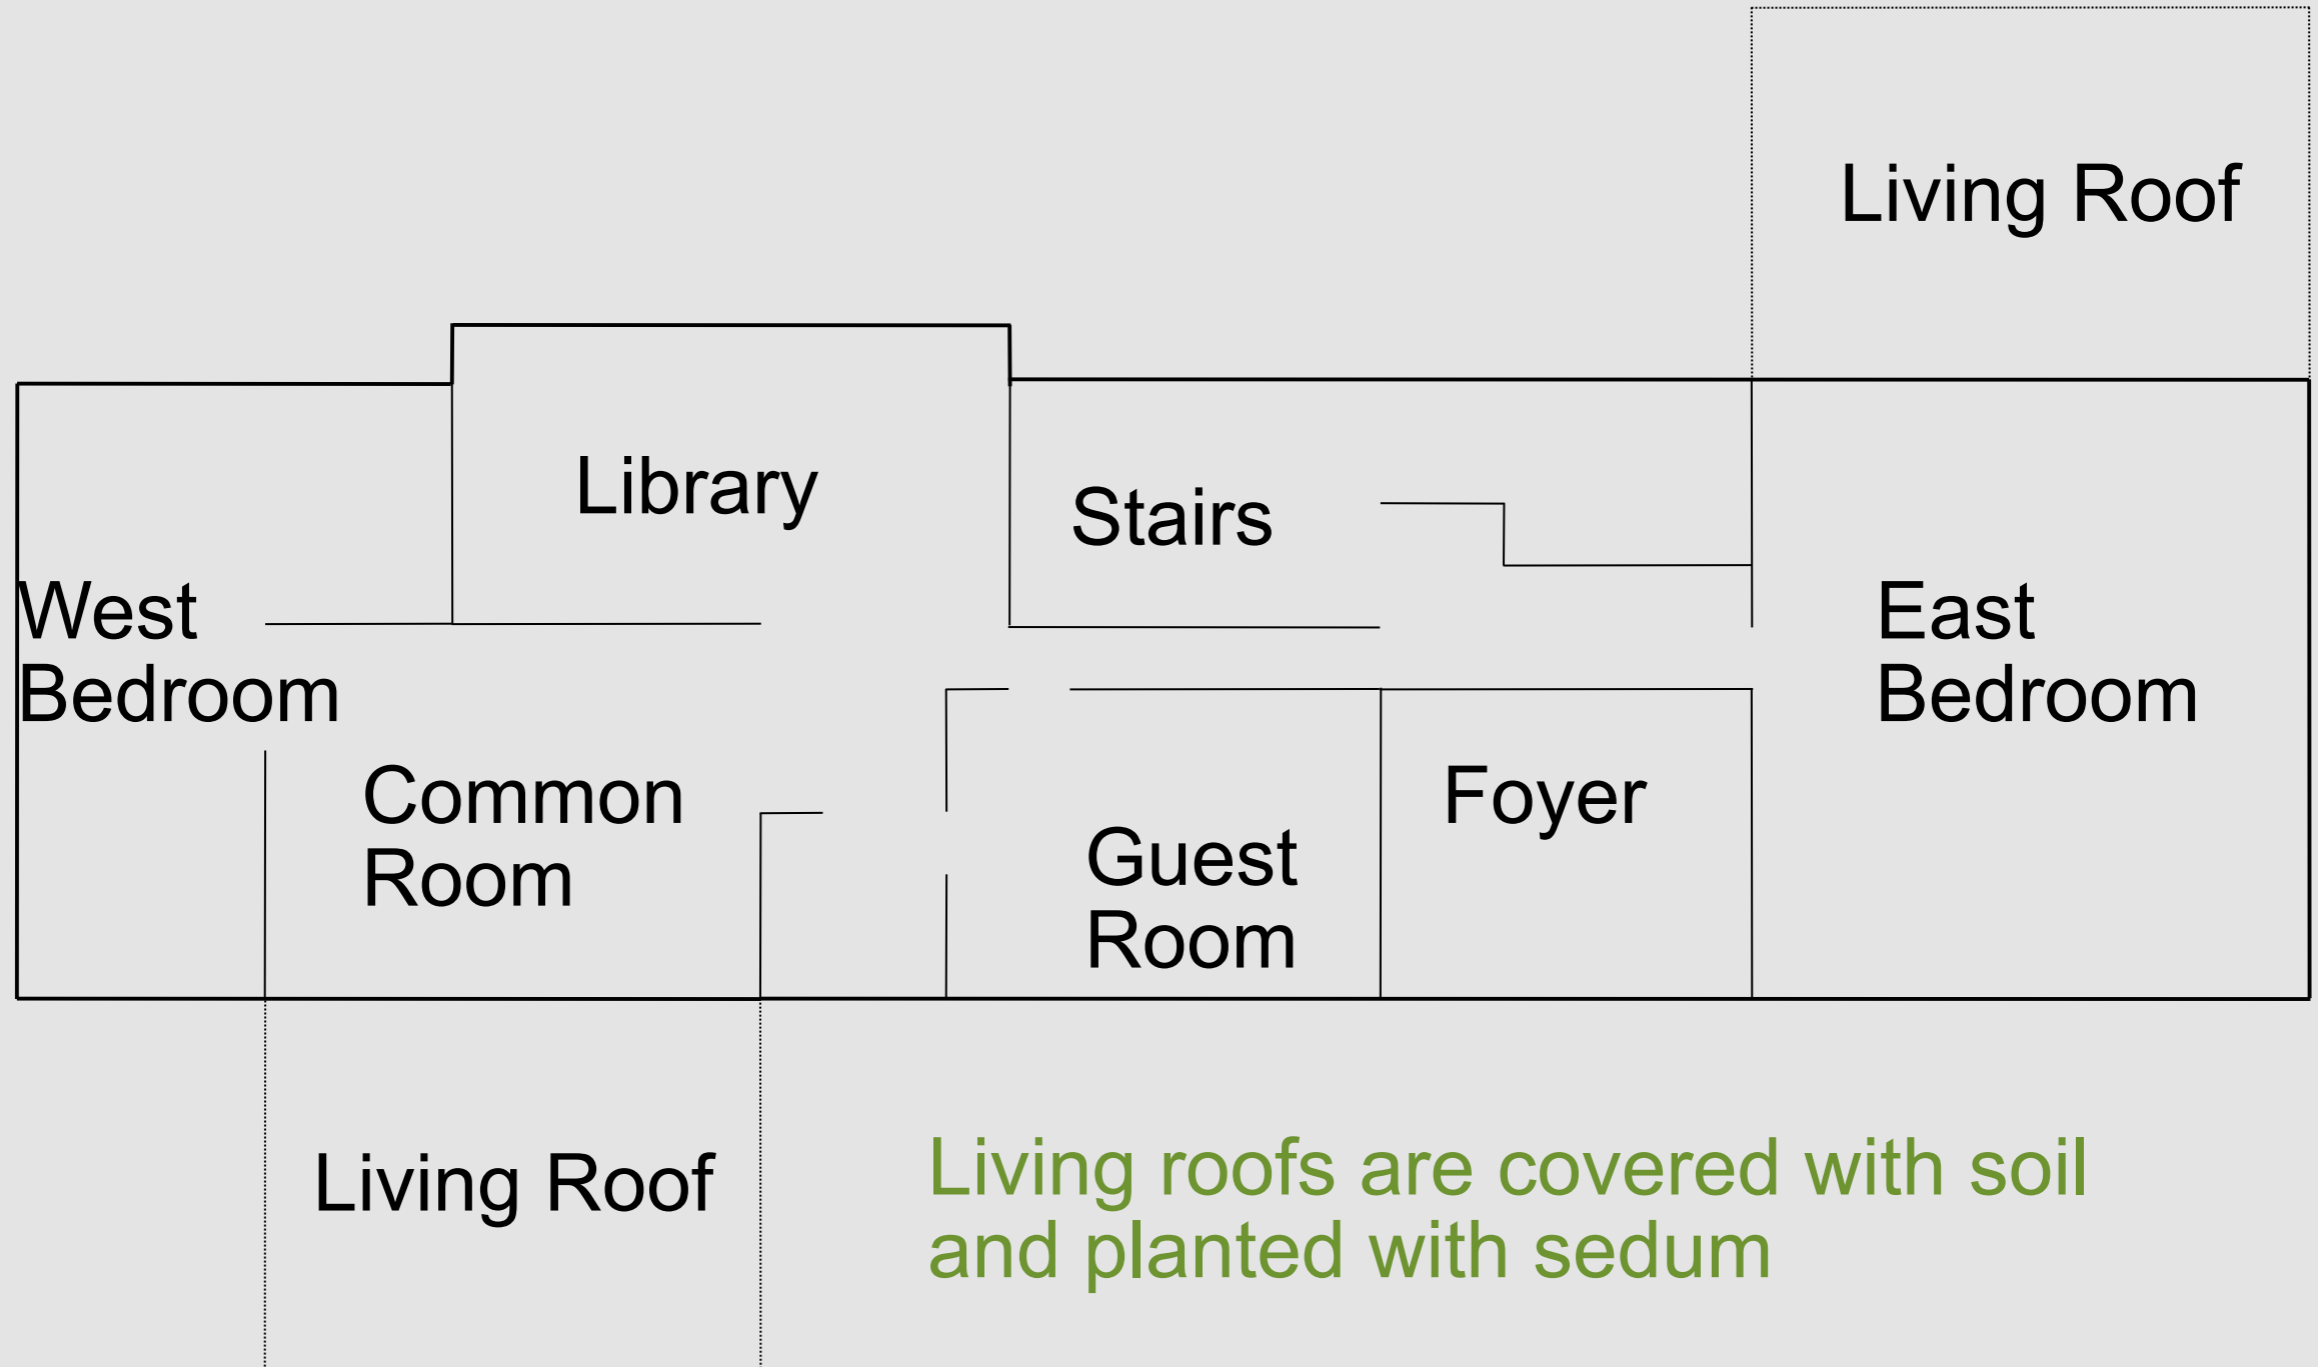 Living Roof
Library
Stairs
West
Bedroom
East
Bedroom
Common
Room
Guest
Room
Foyer
Living Roof
Living roofs are covered with soil
and planted with sedum